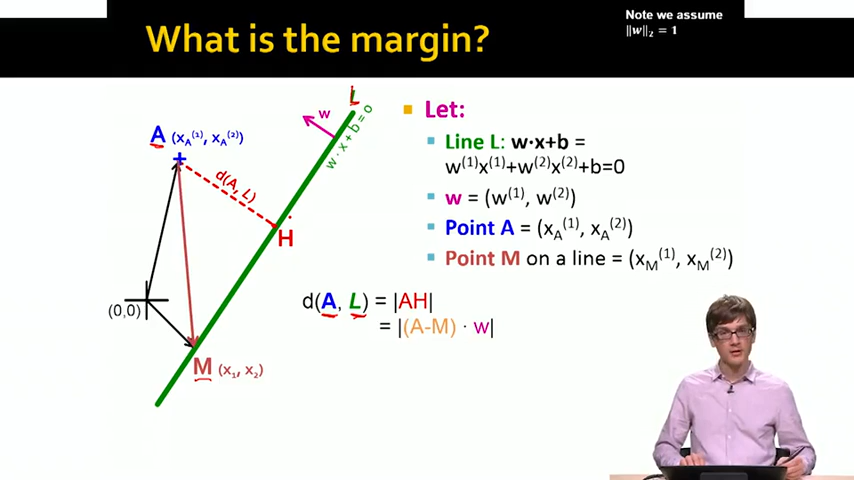 What is the margin?
Note we assume
‖w‖₂ = 1
L
w
w · x + b = 0
A (x_A^(1), x_A^(2))
d(A, L)
H
(0,0)
M (x₁, x₂)
Let:
Line L: w·x+b =
w^(1)x^(1)+w^(2)x^(2)+b=0
w = (w^(1), w^(2))
Point A = (x_A^(1), x_A^(2))
Point M on a line = (x_M^(1), x_M^(2))
d(A, L) = |AH|
= |(A-M) · w|